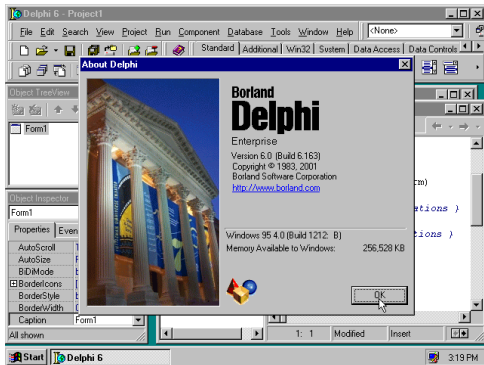 Delphi 6 - Project1
File Edit Search View Project Run Component Database Tools Window Help <None>
Standard Additional Win32 System Data Access Data Controls
About Delphi
Object TreeView
Form1
Borland
Delphi
Enterprise
Version 6.0 (Build 6.163)
Copyright © 1983, 2001
Borland Software Corporation
http://www.borland.com
Windows 95 4.0 (Build 1212: B)
Memory Available to Windows: 256,528 KB
OK
Object Inspector
Form1
Properties Even
AutoScroll
AutoSize
BiDiMode
BorderIcons
BorderStyle
BorderWidth
Caption Form1
All shown
rm)
ations }
tions }
1: 1 Modified Insert
Start Delphi 6 3:19 PM